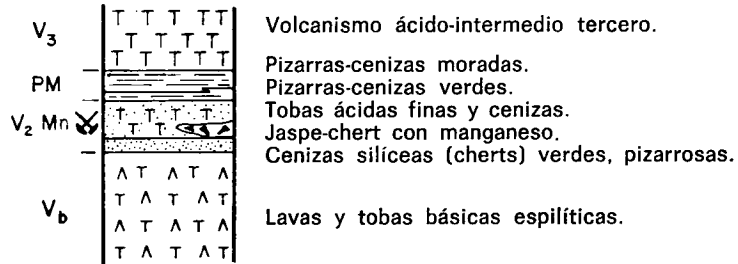 V3
Volcanismo ácido-intermedio tercero.
Pizarras-cenizas moradas.
PM
Pizarras-cenizas verdes.
Tobas ácidas finas y cenizas.
V2 Mn
Jaspe-chert con manganeso.
Cenizas silíceas (cherts) verdes, pizarrosas.
Vb
Lavas y tobas básicas espilíticas.